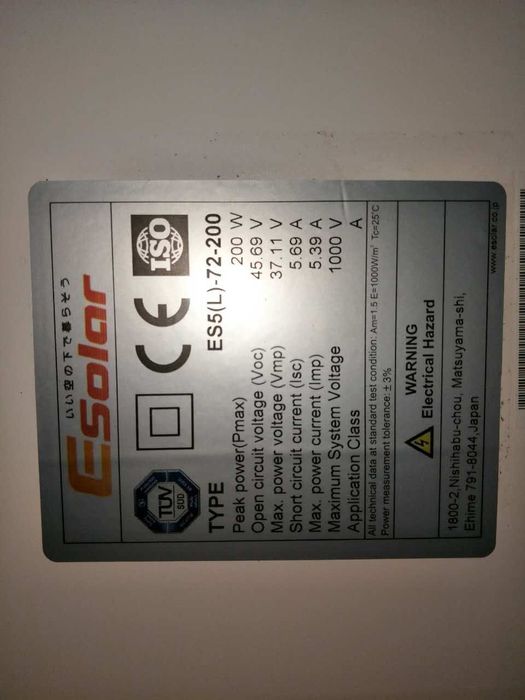 いい空の下で暮らそう
ESolar
TÜV
SÜD
CE
ISO
TYPE ES5(L)-72-200
Peak power(Pmax) 200 W
Open circuit voltage (Voc) 45.69 V
Max. power voltage (Vmp) 37.11 V
Short circuit current (Isc) 5.69 A
Max. power current (Imp) 5.39 A
Maximum System Voltage 1000 V
Application Class A
All technical data at standard test condition: Am=1.5 E=1000W/m² Tc=25℃
Power measurement tolerance: ± 3%
WARNING
Electrical Hazard
1800-2,Nishihabu-chou, Matsuyama-shi,
Ehime 791-8044,Japan
www.esolar.co.jp